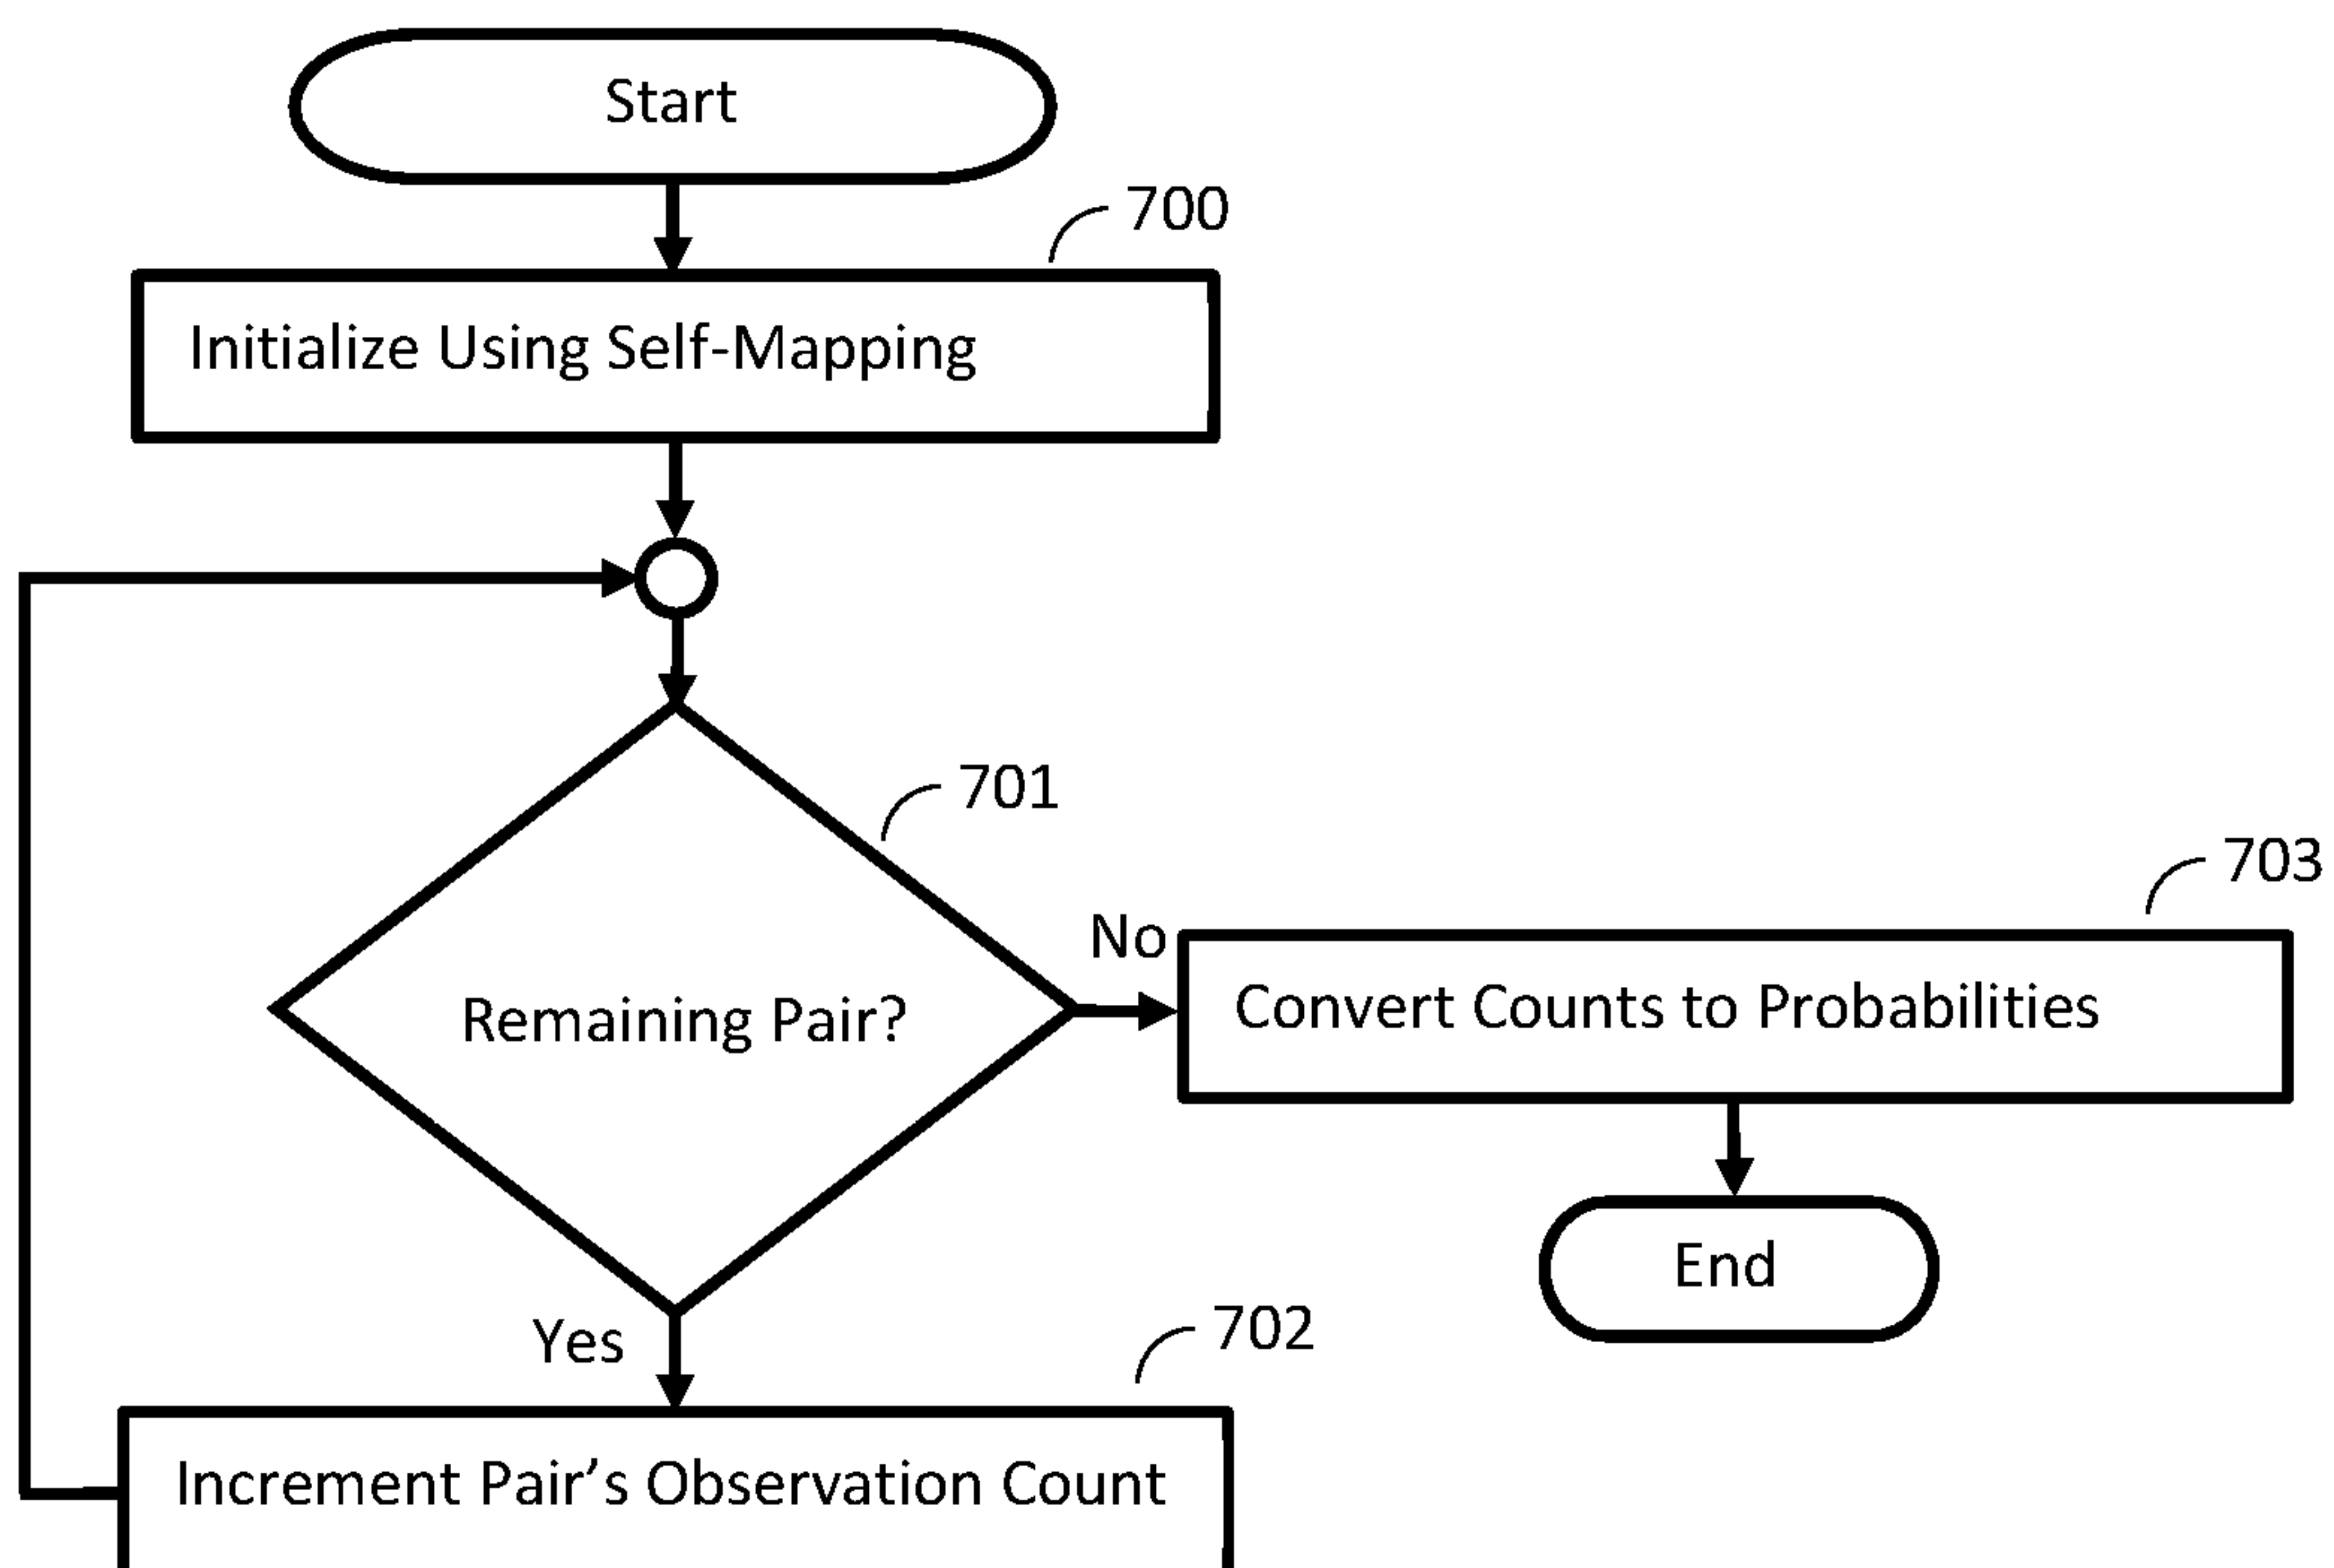 Start
700
Initialize Using Self-Mapping
701
Remaining Pair?
No
703
Convert Counts to Probabilities
End
Yes
702
Increment Pair’s Observation Count